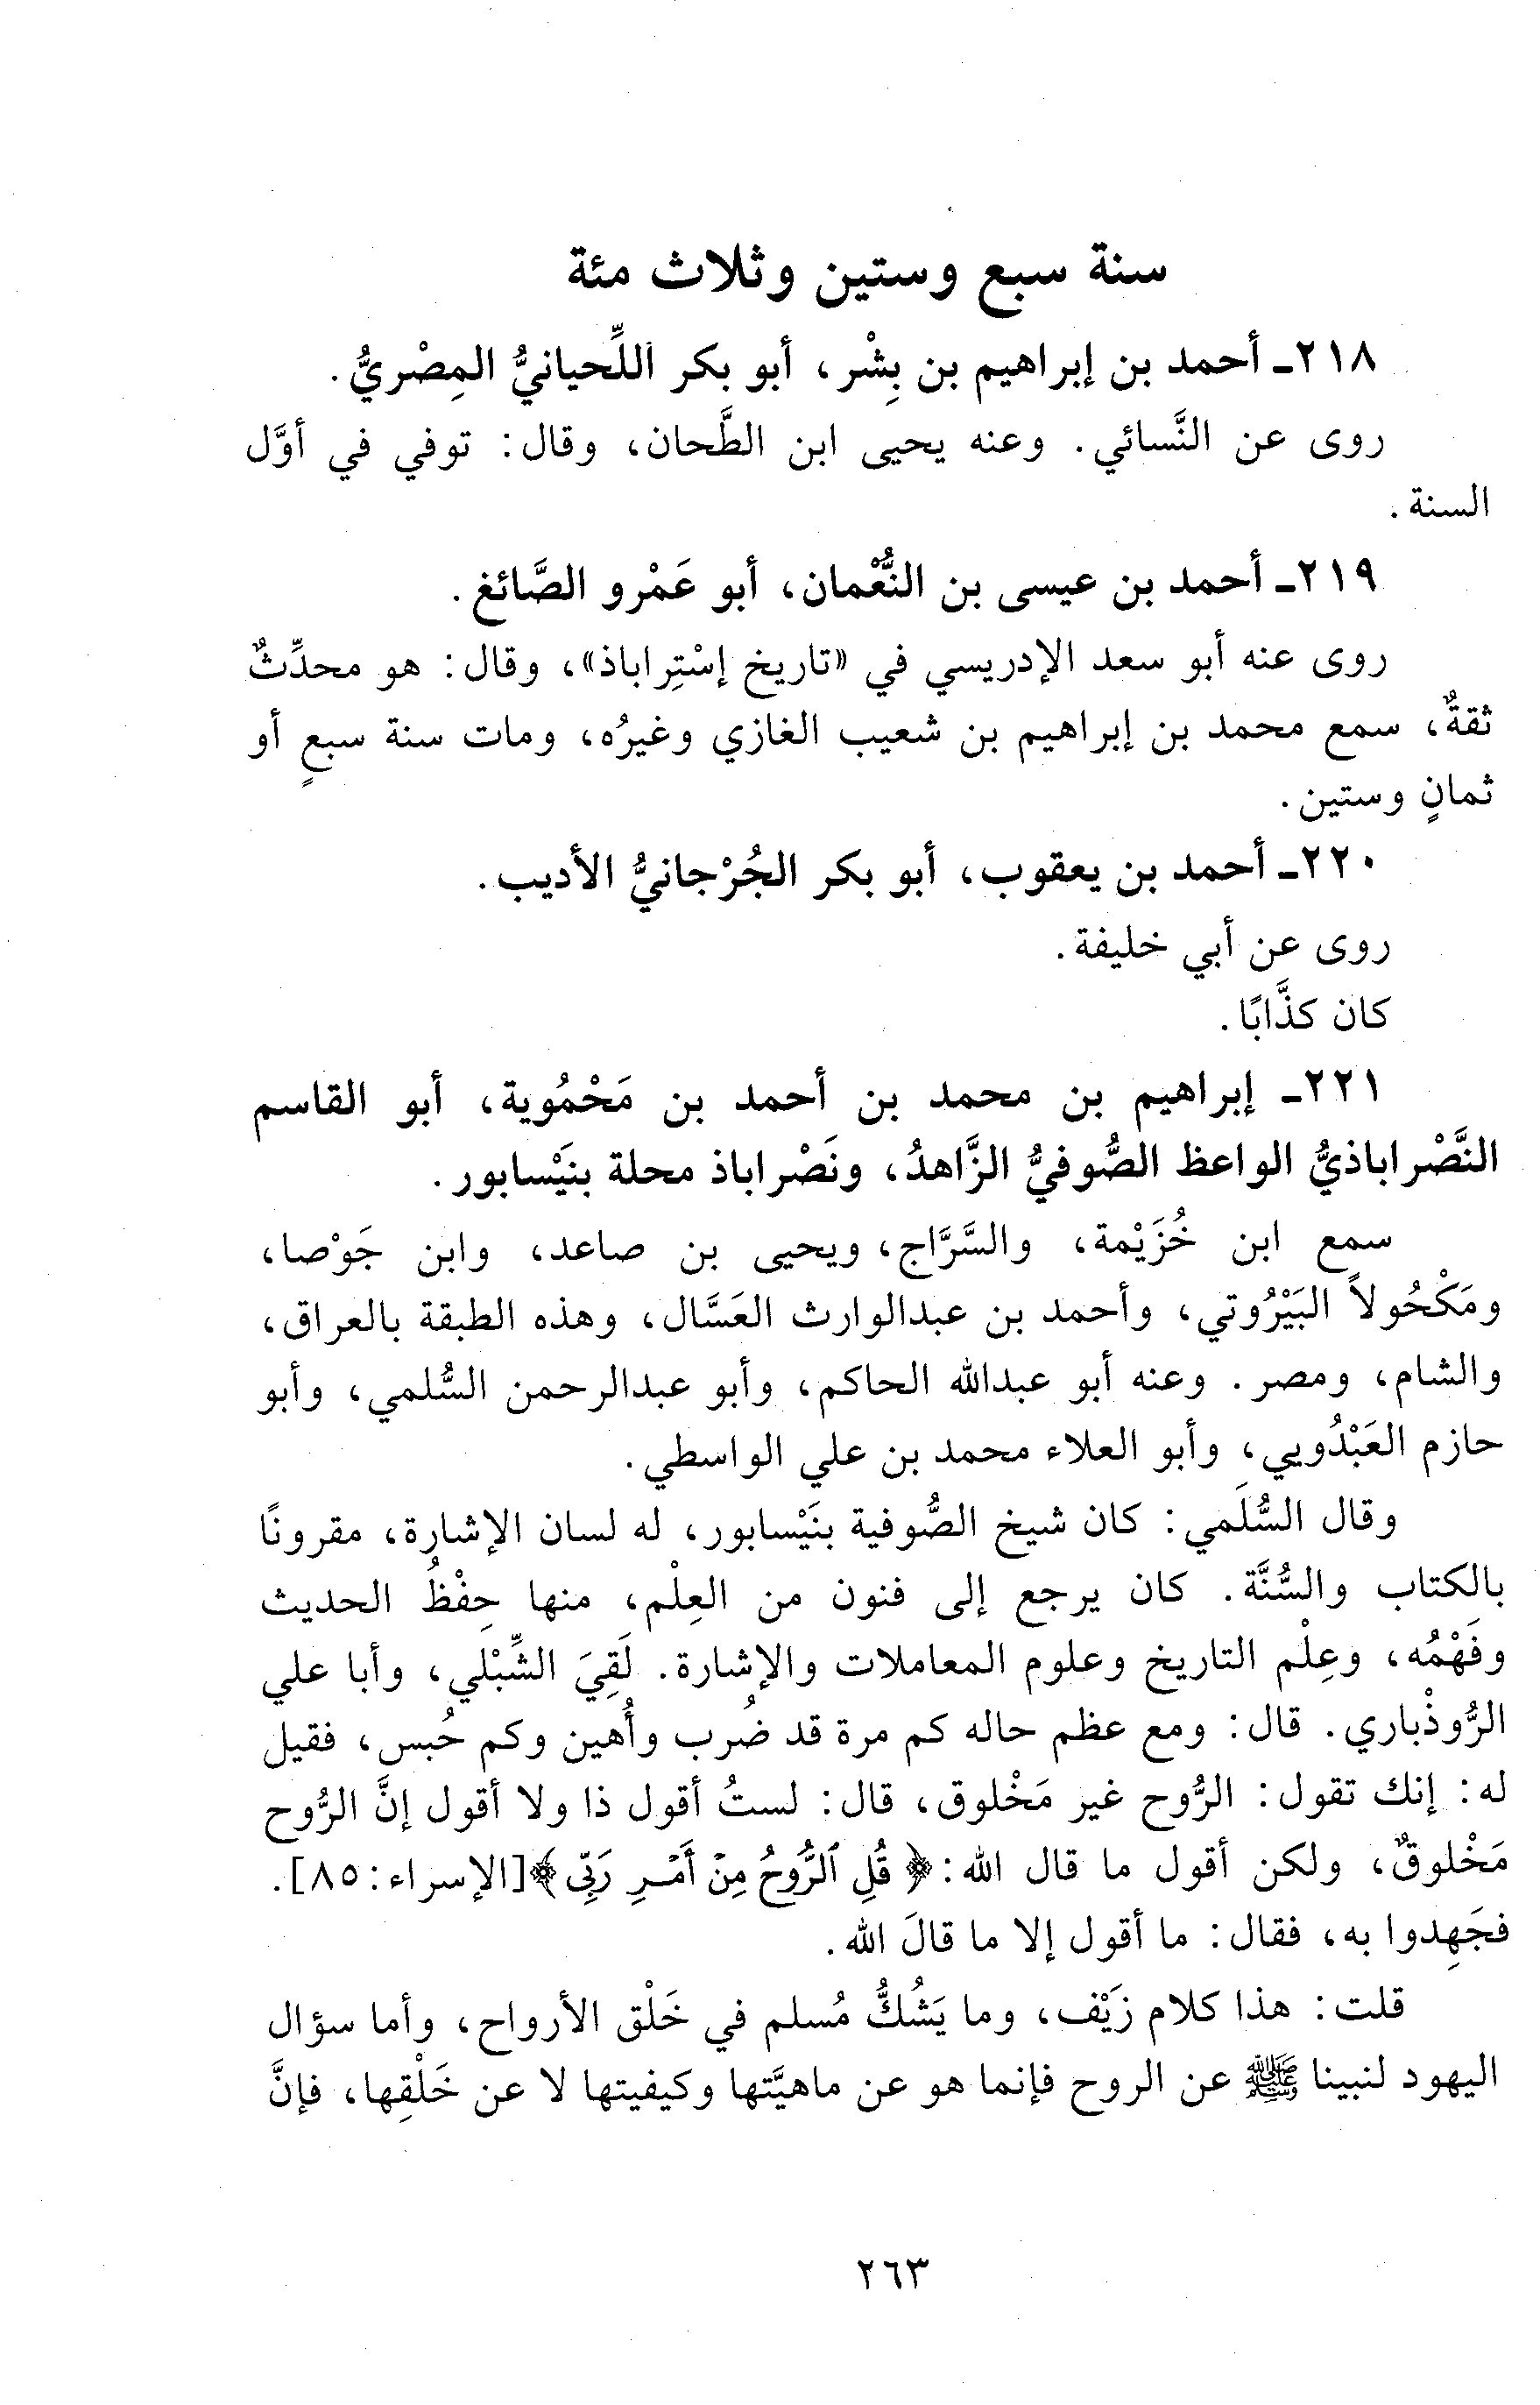 سنة سبع وستين وثلاث مئة
٢١٨ـ أحمد بن إبراهيم بن بِشْر، أبو بكر اللِّحيانيُّ المِصْريُّ.
روى عن النَّسائي. وعنه يحيى ابن الطَّحان، وقال: توفي في أوَّل
السنة.
٢١٩ـ أحمد بن عيسى بن النُّعْمان، أبو عَمْرو الصَّائغ.
روى عنه أبو سعد الإدريسي في «تاريخ إسْتِراباذ»، وقال: هو محدِّثٌ
ثقةٌ، سمع محمد بن إبراهيم بن شعيب الغازي وغيرُه، ومات سنة سبعٍ أو
ثمانٍ وستين.
٢٢٠ـ أحمد بن يعقوب، أبو بكر الجُرْجانيُّ الأديب.
روى عن أبي خليفة.
كان كذَّابًا.
٢٢١ـ إبراهيم بن محمد بن أحمد بن مَحْمُوية، أبو القاسم
النَّصْراباذيُّ الواعظ الصُّوفيُّ الزَّاهدُ، ونَصْراباذ محلة بنَيْسابور.
سمع ابن خُزَيْمة، والسَّرَّاج، ويحيى بن صاعد، وابن جَوْصا،
ومَكْحُولاً البَيْرُوتي، وأحمد بن عبدالوارث العَسَّال، وهذه الطبقة بالعراق،
والشام، ومصر. وعنه أبو عبدالله الحاكم، وأبو عبدالرحمن السُّلمي، وأبو
حازم العَبْدُويي، وأبو العلاء محمد بن علي الواسطي.
وقال السُّلَمي: كان شيخ الصُّوفية بنَيْسابور، له لسان الإشارة، مقرونًا
بالكتاب والسُّنَّة. كان يرجع إلى فنون من العِلْم، منها حِفْظُ الحديث
وفَهْمُه، وعِلْم التاريخ وعلوم المعاملات والإشارة. لَقِيَ الشِّبْلي، وأبا علي
الرُّوذْباري. قال: ومع عظم حاله كم مرة قد ضُرب وأُهين وكم حُبس، فقيل
له: إنك تقول: الرُّوح غير مَخْلوق، قال: لستُ أقول ذا ولا أقول إنَّ الرُّوح
مَخْلوقٌ، ولكن أقول ما قال الله: ﴿قُلِ ٱلرُّوحُ مِنْ أَمْرِ رَبِّي﴾[الإسراء: ٨٥].
فجَهِدوا به، فقال: ما أقول إلا ما قالَ الله.
قلت: هذا كلام زَيْف، وما يَشُكُّ مُسلم في خَلْق الأرواح، وأما سؤال
اليهود لنبينا ﷺ عن الروح فإنما هو عن ماهيَّتها وكيفيتها لا عن خَلْقِها، فإنَّ
٢٦٣